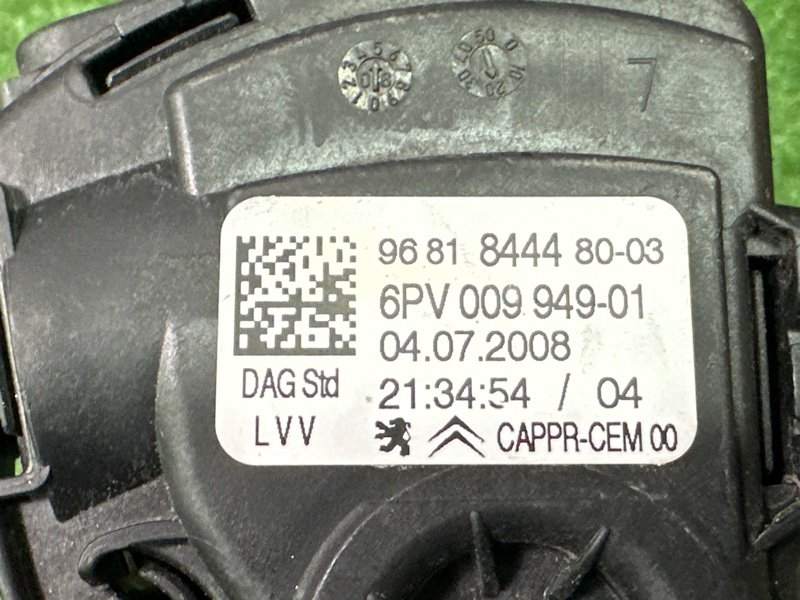 7
96 81 8444 80-03
6PV 009 949-01
04.07.2008
21:34:54 / 04
DAG Std
LVV
CAPPR-CEM 00